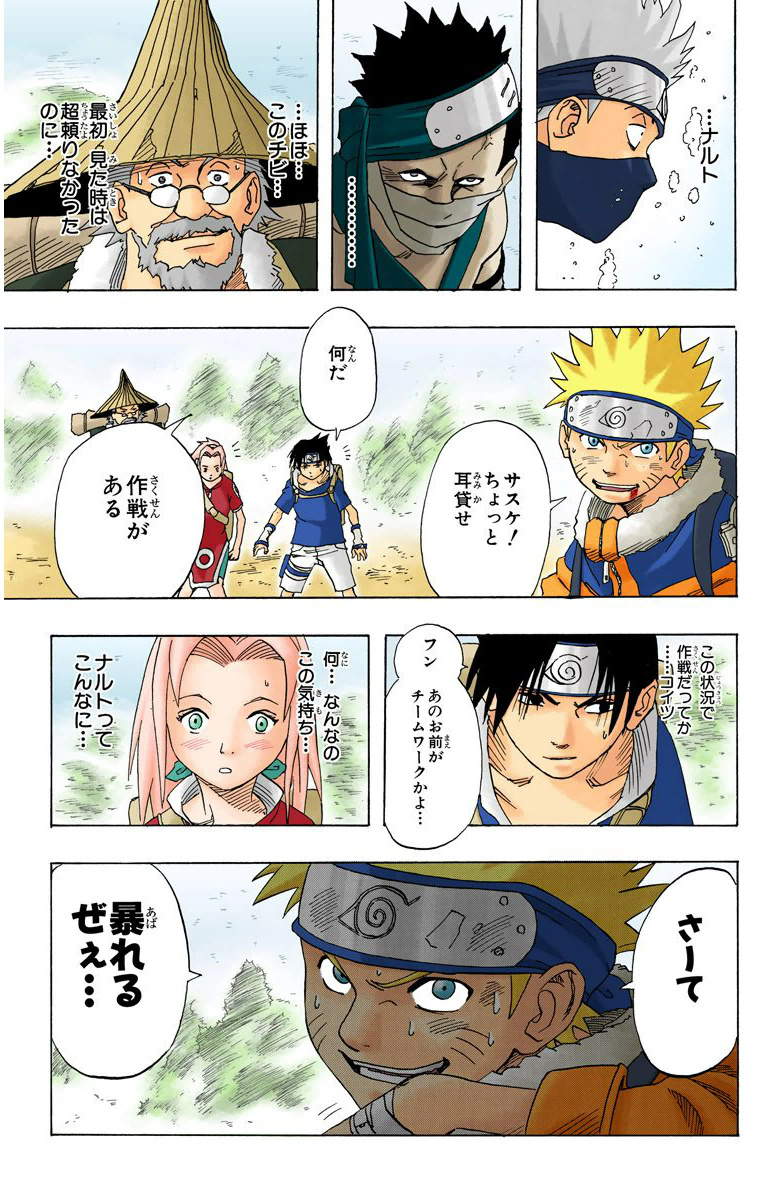 …ナルト
…………
…ほほ…
このチビ…
最初 見た時は
超頼りなかった
のに…
サスケ!
ちょっと
耳貸せ
何だ
作戦が
ある
この状況で
作戦だってか
……コイツ
フン あのお前が
チームワークかよ…
何… なんなの
この気持ち…
ナルトって
こんなに…
さーて
暴れる
ぜぇ…